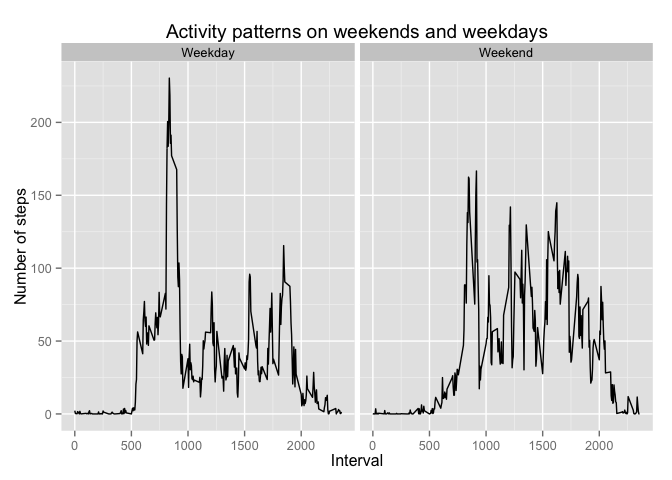 Activity patterns on weekends and weekdays
Weekday
Weekend
Number of steps
200
150
100
50
0
0 500 1000 1500 2000
0 500 1000 1500 2000
Interval